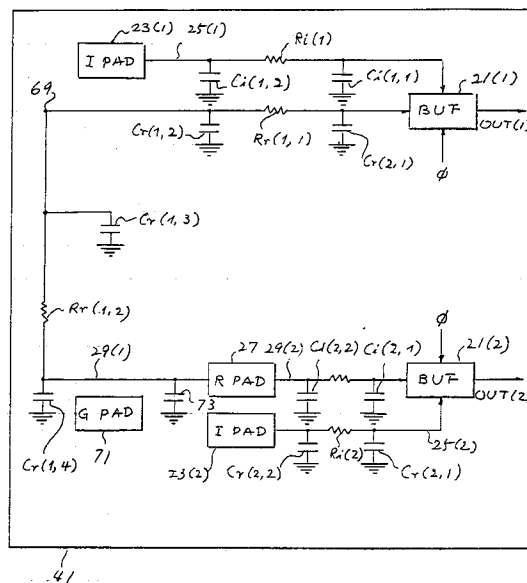 23(1)
25(1)
Ri(1)
I PAD
Ci(1,2)
Ci(1,1)
21(1)
69
BUF
OUT(1)
Cr(1,2)
Rr(1,1)
Cr(2,1)
φ
Cr(1,3)
Rr(1,2)
φ
29(1)
27
29(2)
Ci(2,2)
Ci(2,1)
21(2)
R PAD
BUF
OUT(2)
G PAD
73
I PAD
71
25(2)
Cr(1,4)
I3(2)
Cr(2,2)
Ri(2)
Cr(2,1)
41